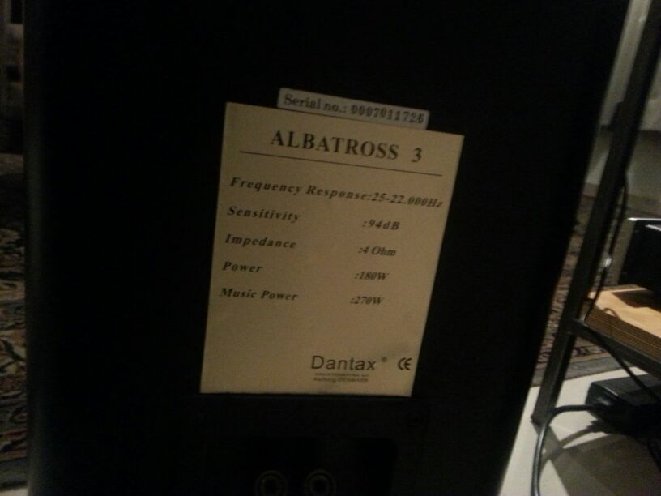 Serial no.: 0007011726
ALBATROSS 3
Frequency Response:25-22.000Hz
Sensitivity :94dB
Impedance :4 Ohm
Power :180W
Music Power :270W
Dantax ® CE